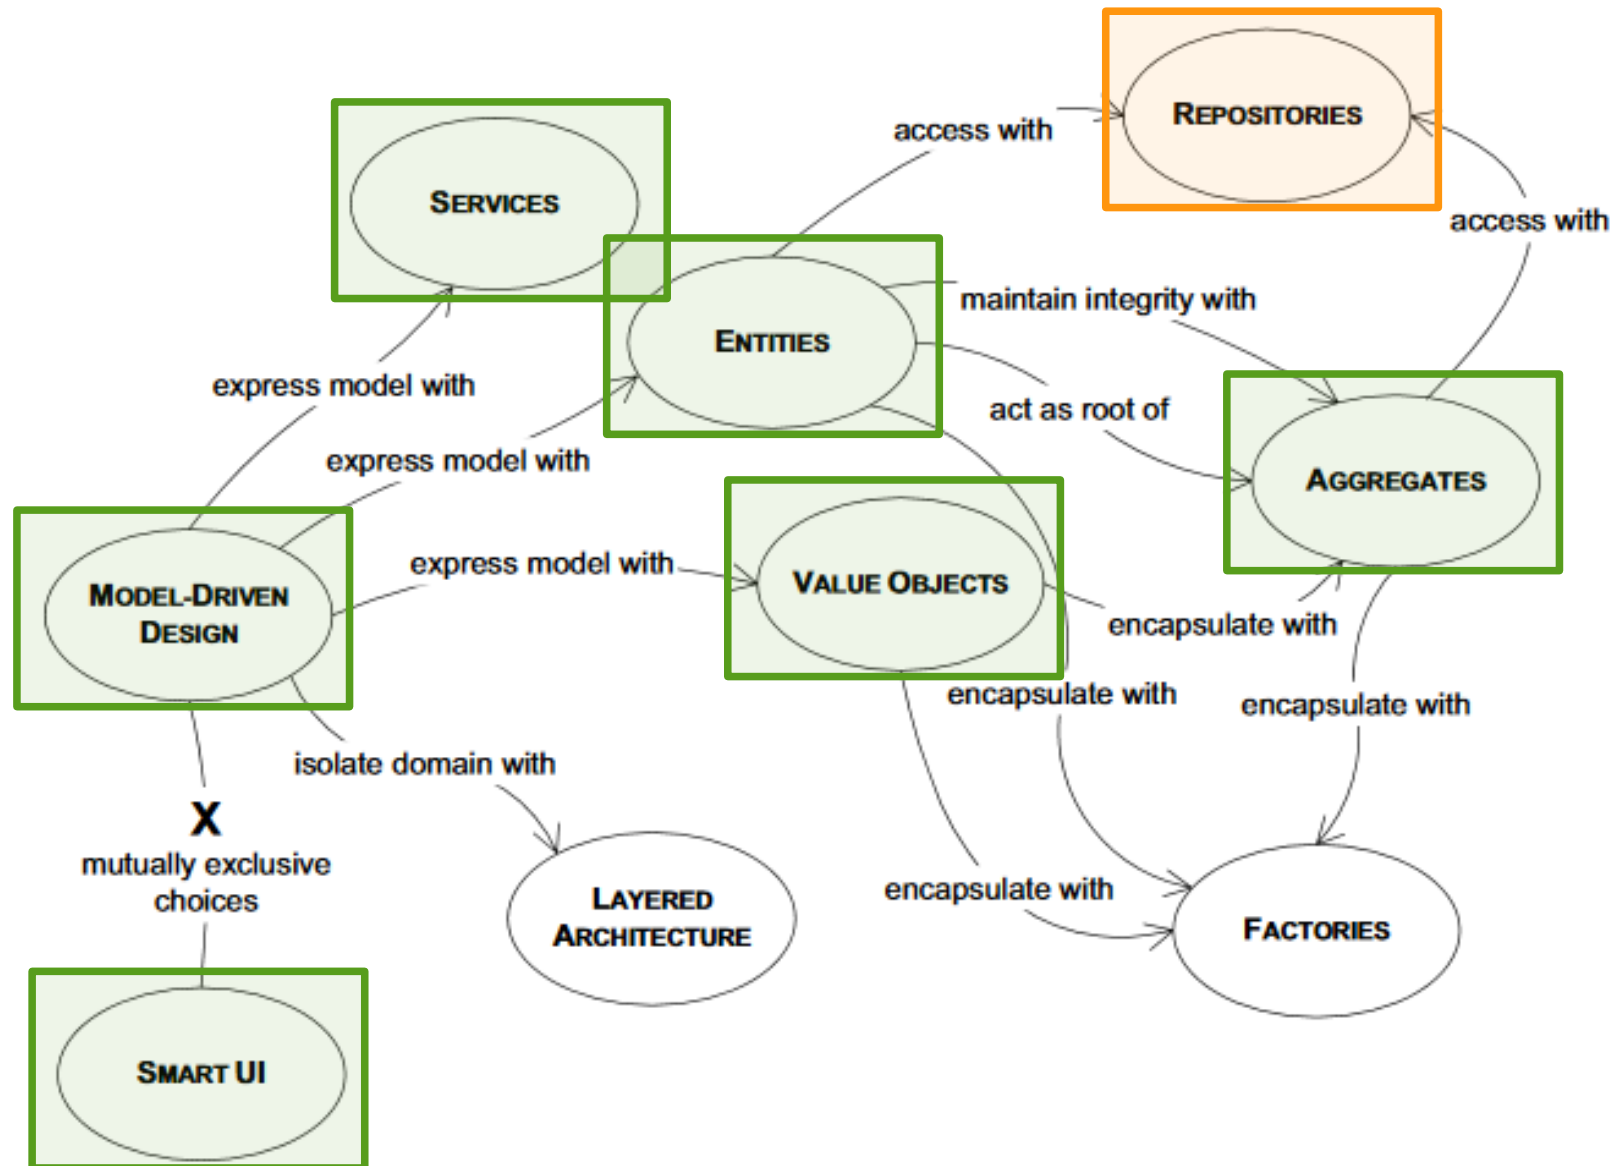 REPOSITORIES
access with
SERVICES
access with
maintain integrity with
ENTITIES
express model with
act as root of
express model with
AGGREGATES
express model with
VALUE OBJECTS
MODEL-DRIVEN
DESIGN
encapsulate with
encapsulate with
encapsulate with
isolate domain with
X
mutually exclusive
choices
encapsulate with
LAYERED
ARCHITECTURE
FACTORIES
SMART UI